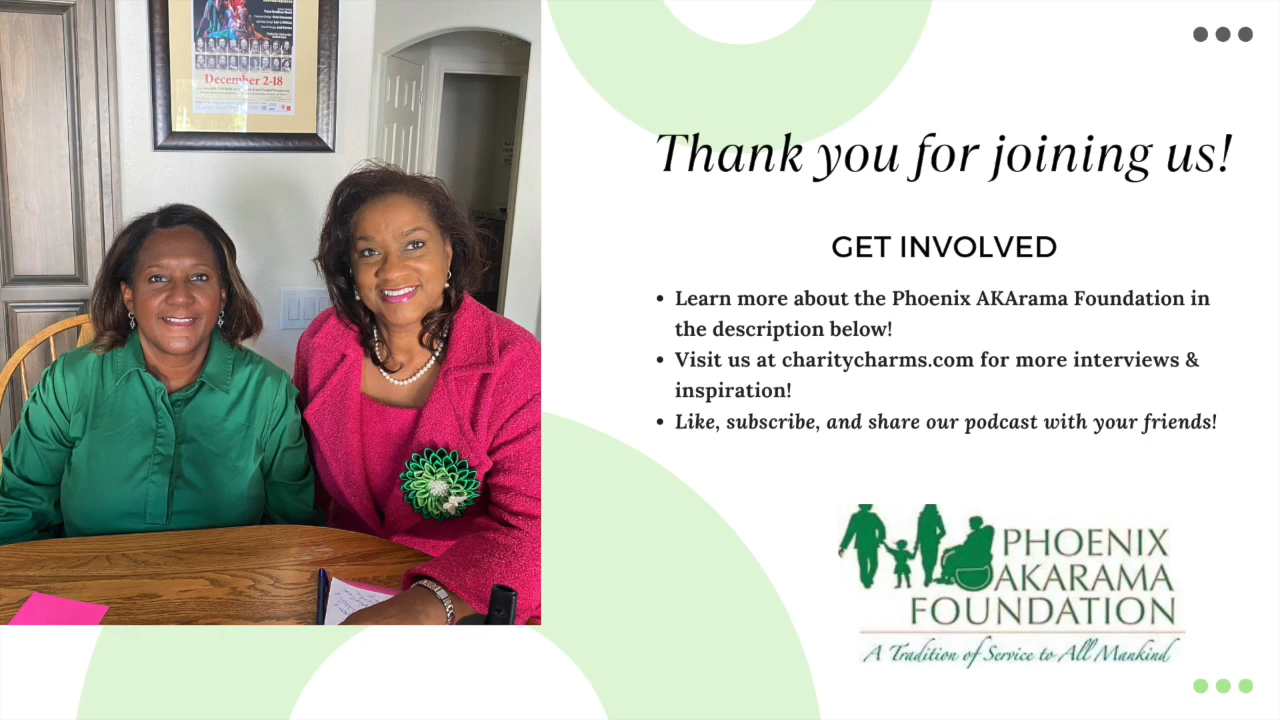 December 2-18
Thank you for joining us!
GET INVOLVED
• Learn more about the Phoenix AKArama Foundation in
the description below!
• Visit us at charitycharms.com for more interviews &
inspiration!
• Like, subscribe, and share our podcast with your friends!
PHOENIX
AKARAMA
FOUNDATION
A Tradition of Service to All Mankind